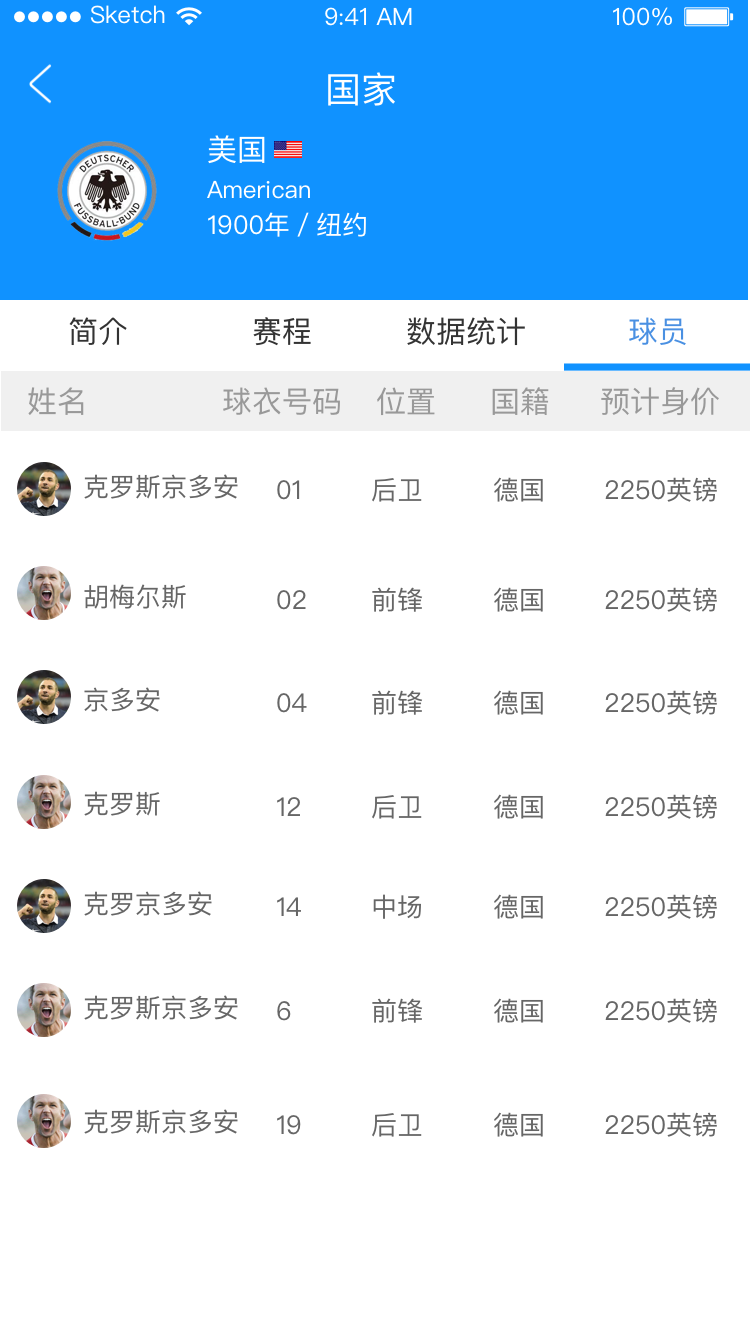 Sketch 9:41 AM 100%
国家
DEUTSCHER
FUSSBALL-BUND
美国
American
1900年 / 纽约
简介 赛程 数据统计 球员
姓名 球衣号码 位置 国籍 预计身价
克罗斯京多安 01 后卫 德国 2250英镑
胡梅尔斯 02 前锋 德国 2250英镑
京多安 04 前锋 德国 2250英镑
克罗斯 12 后卫 德国 2250英镑
克罗京多安 14 中场 德国 2250英镑
克罗斯京多安 6 前锋 德国 2250英镑
克罗斯京多安 19 后卫 德国 2250英镑